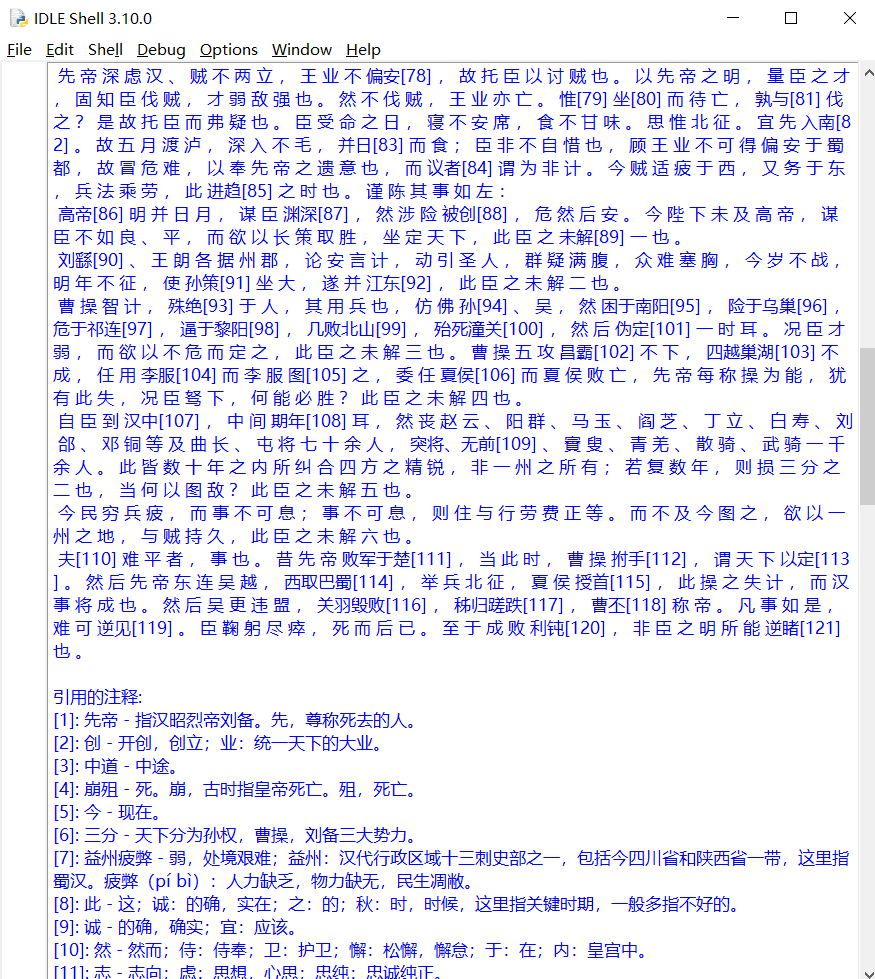 IDLE Shell 3.10.0
File Edit Shell Debug Options Window Help
先 帝 深 虑 汉 、 贼 不 两 立 ， 王 业 不 偏安[78] ， 故 托 臣 以 讨 贼 也 。 以 先 帝 之 明 ， 量 臣 之 才
， 固 知 臣 伐 贼 ， 才 弱 敌 强 也 。 然 不 伐 贼 ， 王 业 亦 亡 。 惟[79] 坐[80] 而 待 亡 ， 孰与[81] 伐
之 ？ 是 故 托 臣 而 弗 疑 也 。 臣 受 命 之 日 ， 寝 不 安 席 ， 食 不 甘 味 。 思 惟 北 征 。 宜 先 入南[8
2] 。 故 五 月 渡 泸 ， 深 入 不 毛 ， 并日[83] 而 食 ； 臣 非 不 自 惜 也 ， 顾 王 业 不 可 得 偏 安 于 蜀
都 ， 故 冒 危 难 ， 以 奉 先 帝 之 遗 意 也 ， 而 议者[84] 谓 为 非 计 。 今 贼 适 疲 于 西 ， 又 务 于 东
， 兵 法 乘 劳 ， 此 进趋[85] 之 时 也 。 谨 陈 其 事 如 左 ：
高帝[86] 明 并 日 月 ， 谋 臣 渊深[87] ， 然 涉 险 被创[88] ， 危 然 后 安 。 今 陛 下 未 及 高 帝 ， 谋
臣 不 如 良 、 平 ， 而 欲 以 长 策 取 胜 ， 坐 定 天 下 ， 此 臣 之 未解[89] 一 也 。
刘繇[90] 、 王 朗 各 据 州 郡 ， 论 安 言 计 ， 动 引 圣 人 ， 群 疑 满 腹 ， 众 难 塞 胸 ， 今 岁 不 战 ，
明 年 不 征 ， 使 孙策[91] 坐 大 ， 遂 并 江东[92] ， 此 臣 之 未 解 二 也 。
曹 操 智 计 ， 殊绝[93] 于 人 ， 其 用 兵 也 ， 仿 佛 孙[94] 、 吴 ， 然 困于南阳[95] ， 险于乌巢[96] ，
危于祁连[97] ， 逼于黎阳[98] ， 几败北山[99] ， 殆死潼关[100] ， 然 后 伪定[101] 一 时 耳 。 况 臣 才
弱 ， 而 欲 以 不 危 而 定 之 ， 此 臣 之 未 解 三 也 。 曹 操 五 攻 昌霸[102] 不 下 ， 四越巢湖[103] 不
成 ， 任 用 李服[104] 而 李 服 图[105] 之 ， 委 任 夏侯[106] 而 夏 侯 败 亡 ， 先 帝 每 称 操 为 能 ， 犹
有 此 失 ， 况 臣 驽 下 ， 何 能 必 胜 ？ 此 臣 之 未 解 四 也 。
自 臣 到 汉中[107] ， 中 间 期年[108] 耳 ， 然 丧 赵 云 、 阳 群 、 马 玉 、 阎 芝 、 丁 立 、 白 寿 、 刘
郃 、 邓 铜 等 及 曲 长 、 屯 将 七 十 余 人 ， 突将、无前[109] 、 賨 叟 、 青 羌 、 散 骑 、 武 骑 一 千
余 人 。 此 皆 数 十 年 之 内 所 纠 合 四 方 之 精 锐 ， 非 一 州 之 所 有 ； 若 复 数 年 ， 则 损 三 分 之
二 也 ， 当 何 以 图 敌 ？ 此 臣 之 未 解 五 也 。
今 民 穷 兵 疲 ， 而 事 不 可 息 ； 事 不 可 息 ， 则 住 与 行 劳 费 正 等 。 而 不 及 今 图 之 ， 欲 以 一
州 之 地 ， 与 贼 持 久 ， 此 臣 之 未 解 六 也 。
夫[110] 难 平 者 ， 事 也 。 昔 先 帝 败军于楚[111] ， 当 此 时 ， 曹 操 拊手[112] ， 谓 天 下 以定[113
] 。 然 后 先 帝 东 连 吴 越 ， 西取巴蜀[114] ， 举 兵 北 征 ， 夏 侯 授首[115] ， 此 操 之 失 计 ， 而 汉
事 将 成 也 。 然 后 吴 更 违 盟 ， 关羽毁败[116] ， 秭归蹉跌[117] ， 曹丕[118] 称 帝 。 凡 事 如 是 ，
难 可 逆见[119] 。 臣 鞠 躬 尽 瘁 ， 死 而 后 已 。 至 于 成 败 利钝[120] ， 非 臣 之 明 所 能 逆睹[121]
也 。
引用的注释:
[1]: 先帝 - 指汉昭烈帝刘备。先，尊称死去的人。
[2]: 创 - 开创，创立；业：统一天下的大业。
[3]: 中道 - 中途。
[4]: 崩殂 - 死。崩，古时指皇帝死亡。殂，死亡。
[5]: 今 - 现在。
[6]: 三分 - 天下分为孙权，曹操，刘备三大势力。
[7]: 益州疲弊 - 弱，处境艰难；益州：汉代行政区域十三刺史部之一，包括今四川省和陕西省一带，这里指
蜀汉。疲弊（pí bì）：人力缺乏，物力缺无，民生凋敝。
[8]: 此 - 这；诚：的确，实在；之：的；秋：时，时候，这里指关键时期，一般多指不好的。
[9]: 诚 - 的确，确实；宜：应该。
[10]: 然 - 然而；侍：侍奉；卫：护卫；懈：松懈，懈怠；于：在；内：皇宫中。
[11]: 志 - 志向；虑：思想，心思；忠纯：忠诚纯正。